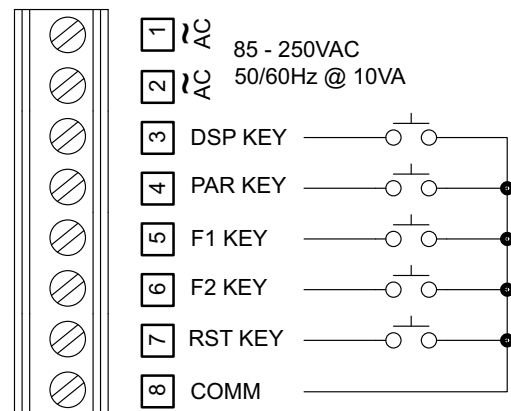 1 ~ AC
85 - 250VAC
2 ~ AC
50/60Hz @ 10VA
3 DSP KEY
4 PAR KEY
5 F1 KEY
6 F2 KEY
7 RST KEY
8 COMM